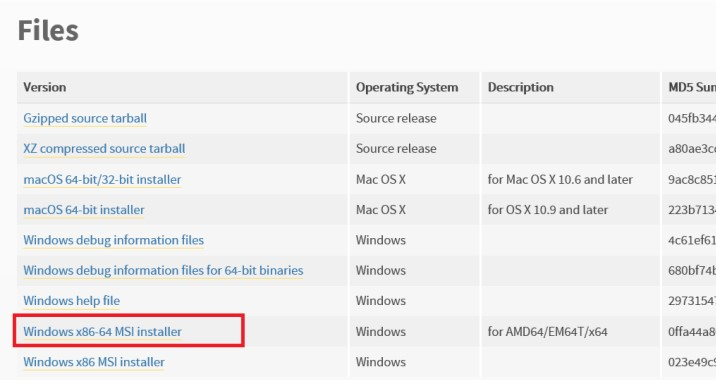 Files
Version Operating System Description MD5 Sum
Gzipped source tarball Source release 045fb344
XZ compressed source tarball Source release
macOS 64-bit/32-bit installer Mac OS X for Mac OS X 10.6 and later 9ac8c851
macOS 64-bit installer Mac OS X for OS X 10.9 and later 223b7134
Windows debug information files Windows 4c61ef61
Windows debug information files for 64-bit binaries Windows 680bf74b
Windows help file Windows 29731547
Windows x86-64 MSI installer Windows for AMD64/EM64T/x64 0ffa44a8
Windows x86 MSI installer Windows 023e49c9